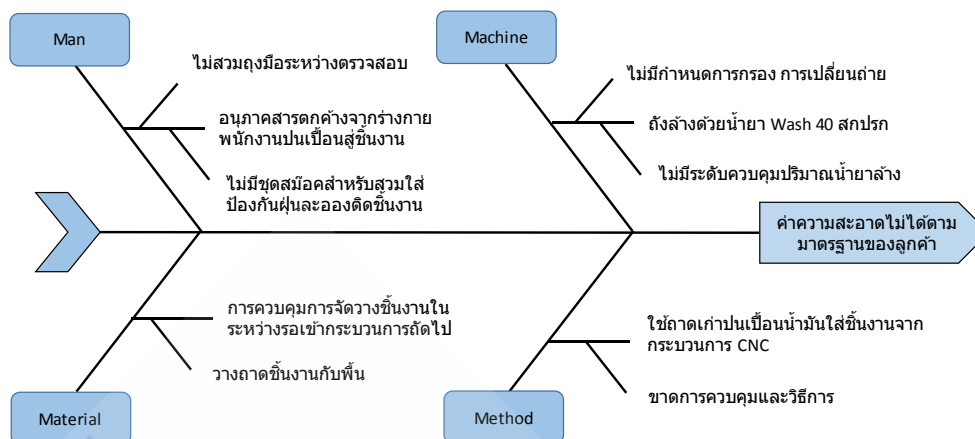 Man
ไม่สวมถุงมือระหว่างตรวจสอบ
อนุภาคสารตกค้างจากร่างกาย
พนักงานปนเปื้อนสู่ชิ้นงาน
ไม่มีชุดสม๊อคสำหรับสวมใส่
ป้องกันฝุ่นละอองติดชิ้นงาน
Machine
ไม่มีกำหนดการกรอง การเปลี่ยนถ่าย
ถังล้างด้วยน้ำยา Wash 40 สกปรก
ไม่มีระดับควบคุมปริมาณน้ำยาล้าง
ค่าความสะอาดไม่ได้ตาม
มาตรฐานของลูกค้า
การควบคุมการจัดวางชิ้นงานใน
ระหว่างรอเข้ากระบวนการถัดไป
วางถาดชิ้นงานกับพื้น
Material
ใช้ถาดเก่าปนเปื้อนน้ำมันใส่ชิ้นงานจาก
กระบวนการ CNC
ขาดการควบคุมและวิธีการ
Method